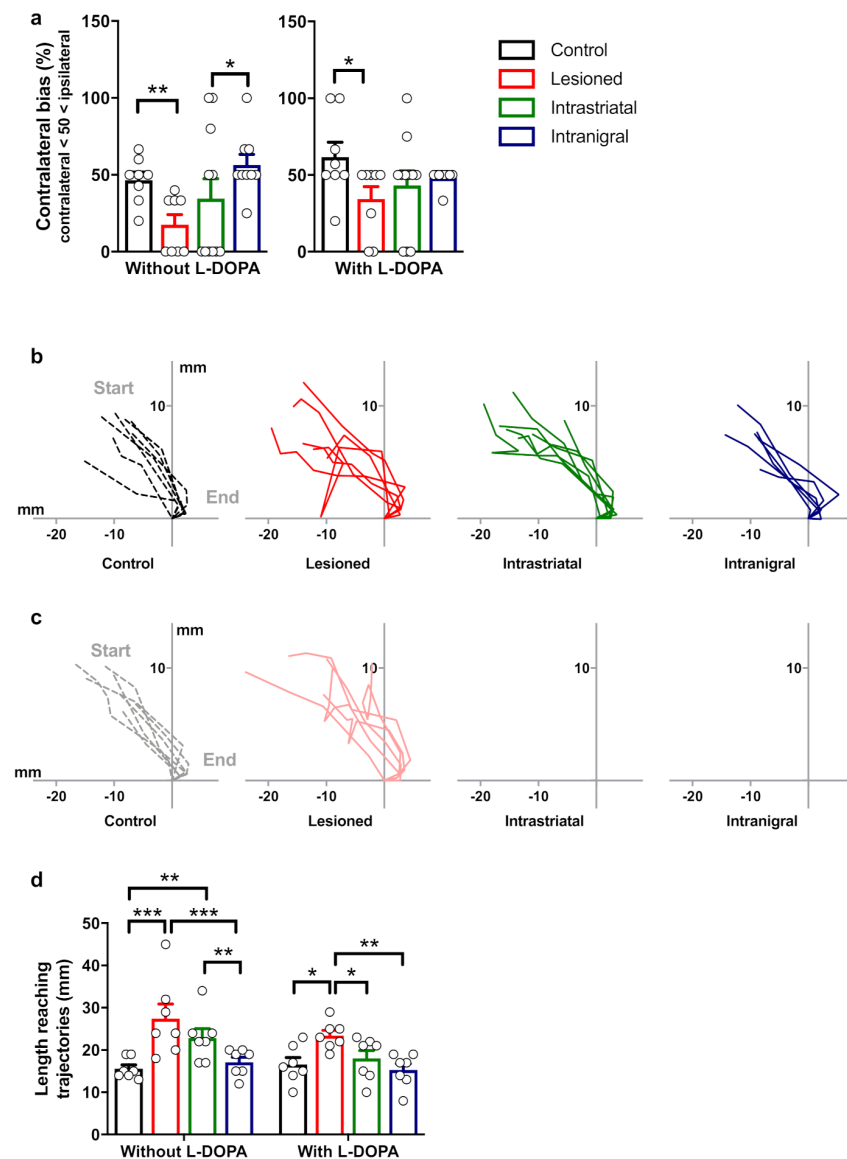 a
Contralateral bias (%)
contralateral < 50 < ipsilateral
150
100
50
0
**
*
Without L-DOPA
150
100
50
0
*
With L-DOPA
Control
Lesioned
Intrastriatal
Intranigral
b
mm
Start
10
End
mm
-20 -10
Control
10
-20 -10
Lesioned
10
-20 -10
Intrastriatal
10
-20 -10
Intranigral
c
mm
Start
10
End
mm
-20 -10
Control
10
-20 -10
Lesioned
10
-20 -10
Intrastriatal
10
-20 -10
Intranigral
d
Length reaching
trajectories (mm)
50
40
30
20
10
0
**
*** ***
**
**
* *
Without L-DOPA With L-DOPA